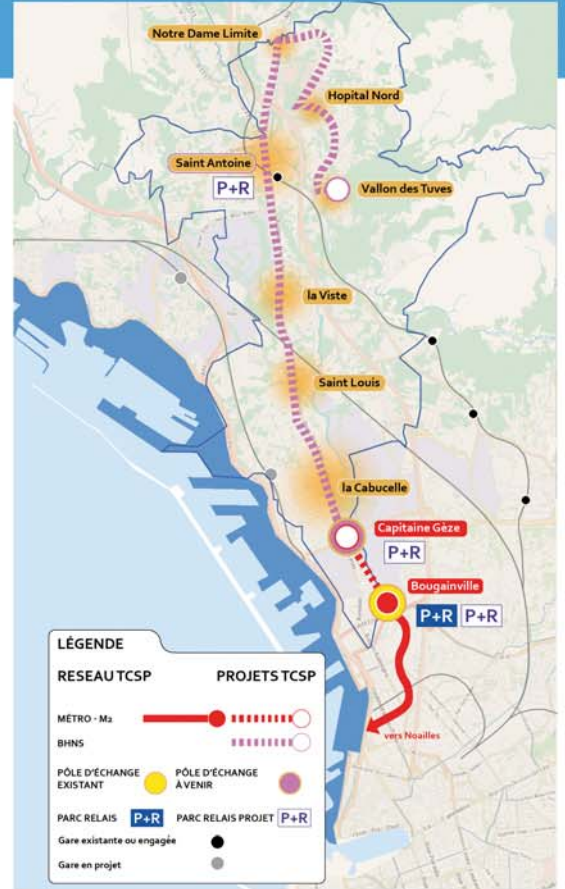 Notre Dame Limite
Hopital Nord
Saint Antoine
P+R
Vallon des Tuves
la Viste
Saint Louis
la Cabucelle
Capitaine Gèze
P+R
Bougainville
P+R P+R
vers Noailles
LÉGENDE
RESEAU TCSP PROJETS TCSP
MÉTRO - M2
BHNS
PÔLE D'ÉCHANGE EXISTANT
PÔLE D'ÉCHANGE À VENIR
PARC RELAIS P+R PARC RELAIS PROJET P+R
Gare existante ou engagée
Gare en projet